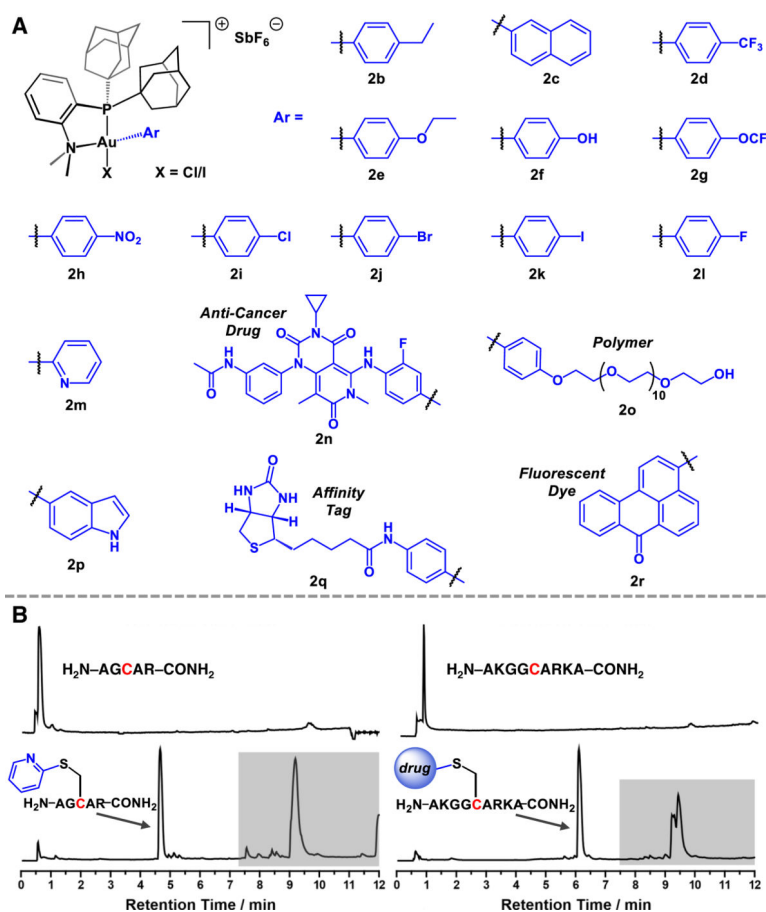 A
⊕ SbF6 ⊖
P
Au
Ar
N
X
X = Cl/I
Ar =
2b
2c
CF3
2d
O
2e
OH
2f
OCF
2g
NO2
2h
Cl
2i
Br
2j
I
2k
F
2l
N
2m
Anti-Cancer
Drug
O N O
H
N
O
N
HN
F
N
O
2n
Polymer
O
O
O
10
O
OH
2o
N
H
2p
O
HN NH
H H
S
Affinity
Tag
O
H
N
2q
Fluorescent
Dye
O
2r
B
H2N–AGCAR–CONH2
H2N–AKGGCARKA–CONH2
N
S
H2N–AGCAR–CONH2
drug
S
H2N–AKGGCARKA–CONH2
0 1 2 3 4 5 6 7 8 9 10 11 12
Retention Time / min
0 1 2 3 4 5 6 7 8 9 10 11 12
Retention Time / min